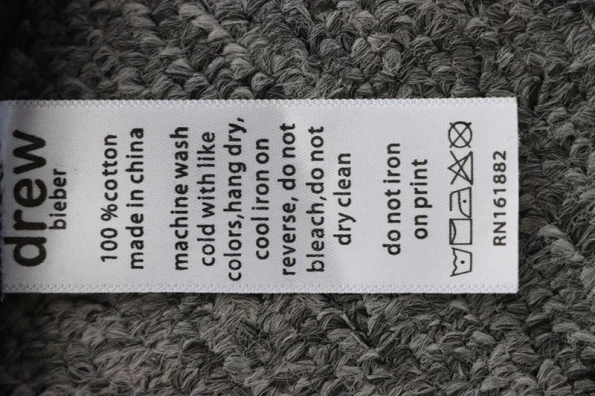 drew
bieber
100 %cotton
made in china
machine wash
cold with like
colors,hang dry,
cool iron on
reverse, do not
bleach,do not
dry clean
do not iron
on print
RN161882